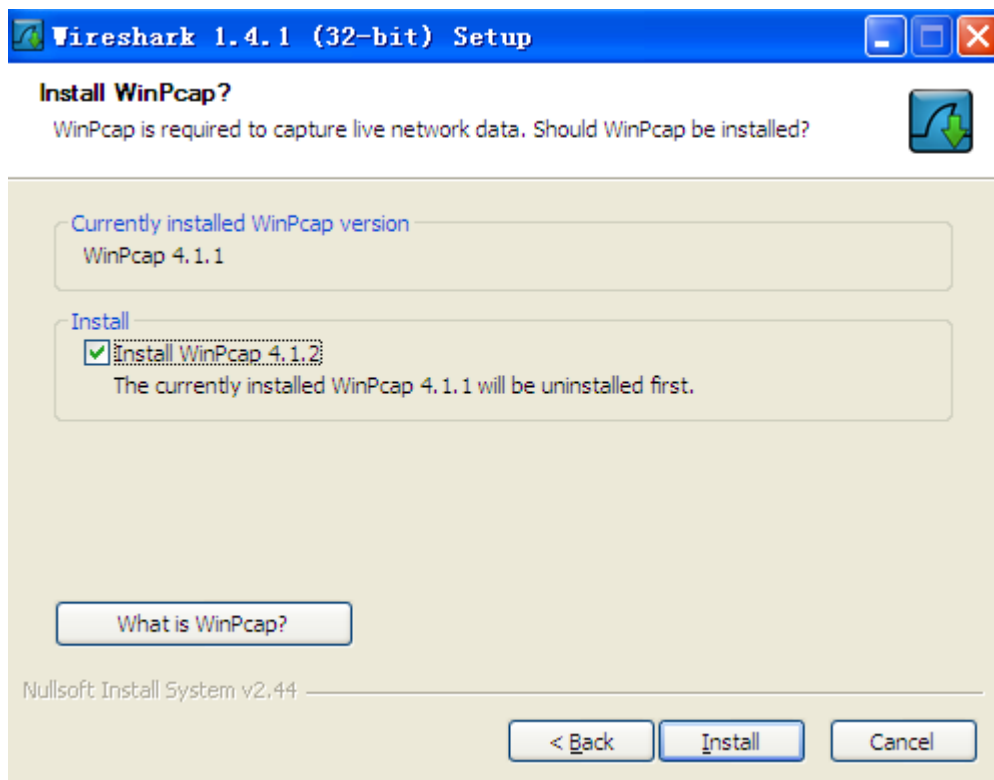 Wireshark 1.4.1 (32-bit) Setup
Install WinPcap?
WinPcap is required to capture live network data. Should WinPcap be installed?
Currently installed WinPcap version
WinPcap 4.1.1
Install
Install WinPcap 4.1.2
The currently installed WinPcap 4.1.1 will be uninstalled first.
What is WinPcap?
Nullsoft Install System v2.44
< Back
Install
Cancel